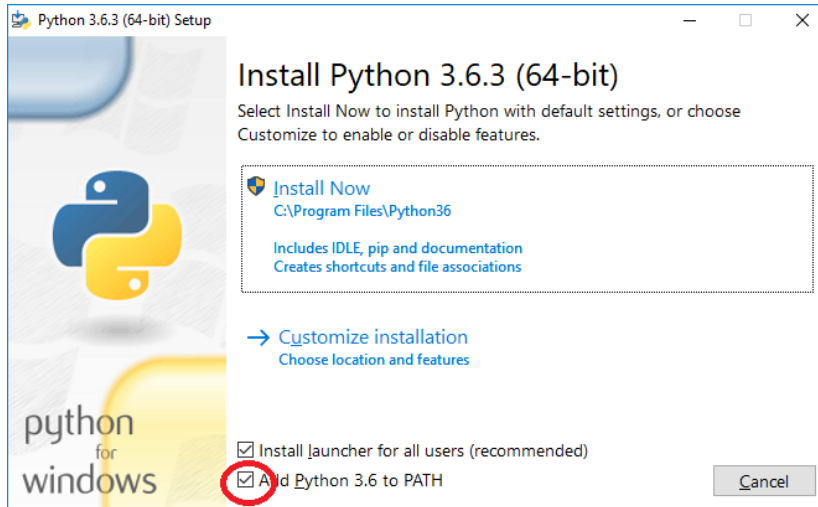 Python 3.6.3 (64-bit) Setup
Install Python 3.6.3 (64-bit)
Select Install Now to install Python with default settings, or choose
Customize to enable or disable features.
Install Now
C:\Program Files\Python36
Includes IDLE, pip and documentation
Creates shortcuts and file associations
Customize installation
Choose location and features
python
for
windows
Install launcher for all users (recommended)
Add Python 3.6 to PATH
Cancel